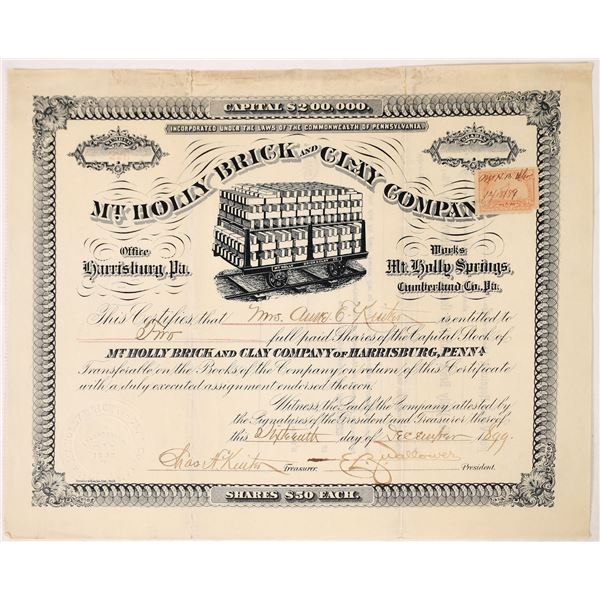 CAPITAL $200,000.
INCORPORATED UNDER THE LAWS OF THE COMMONWEALTH OF PENNSYLVANIA
MT. HOLLY BRICK AND CLAY COMPANY
Office
Harrisburg, Pa.
Works,
Mt. Holly Springs,
Cumberland Co., Pa.,
MT. HOLLY
This Certifies, that Mrs. E. is entitled to
Two full paid Shares of the Capital Stock of
MT. HOLLY BRICK AND CLAY COMPANY OF HARRISBURG, PENNA
Transferable on the Books of the Company on return of this Certificate
with a duly executed assignment endorsed thereon.
Witness, the Seal of the Company, attested by
the Signatures of the President and Treasurer thereof
this Sixteenth day of December 1899.
Treasurer.
President.
SHARES $50 EACH.